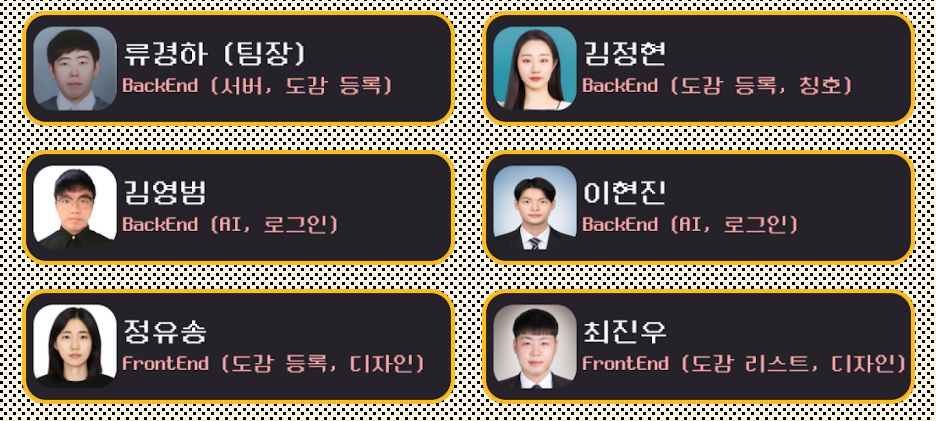 류경하 (팀장)
BackEnd (서버, 도감 등록)
김정현
BackEnd (도감 등록, 칭호)
김영범
BackEnd (AI, 로그인)
이현진
BackEnd (AI, 로그인)
정유송
FrontEnd (도감 등록, 디자인)
최진우
FrontEnd (도감 리스트, 디자인)